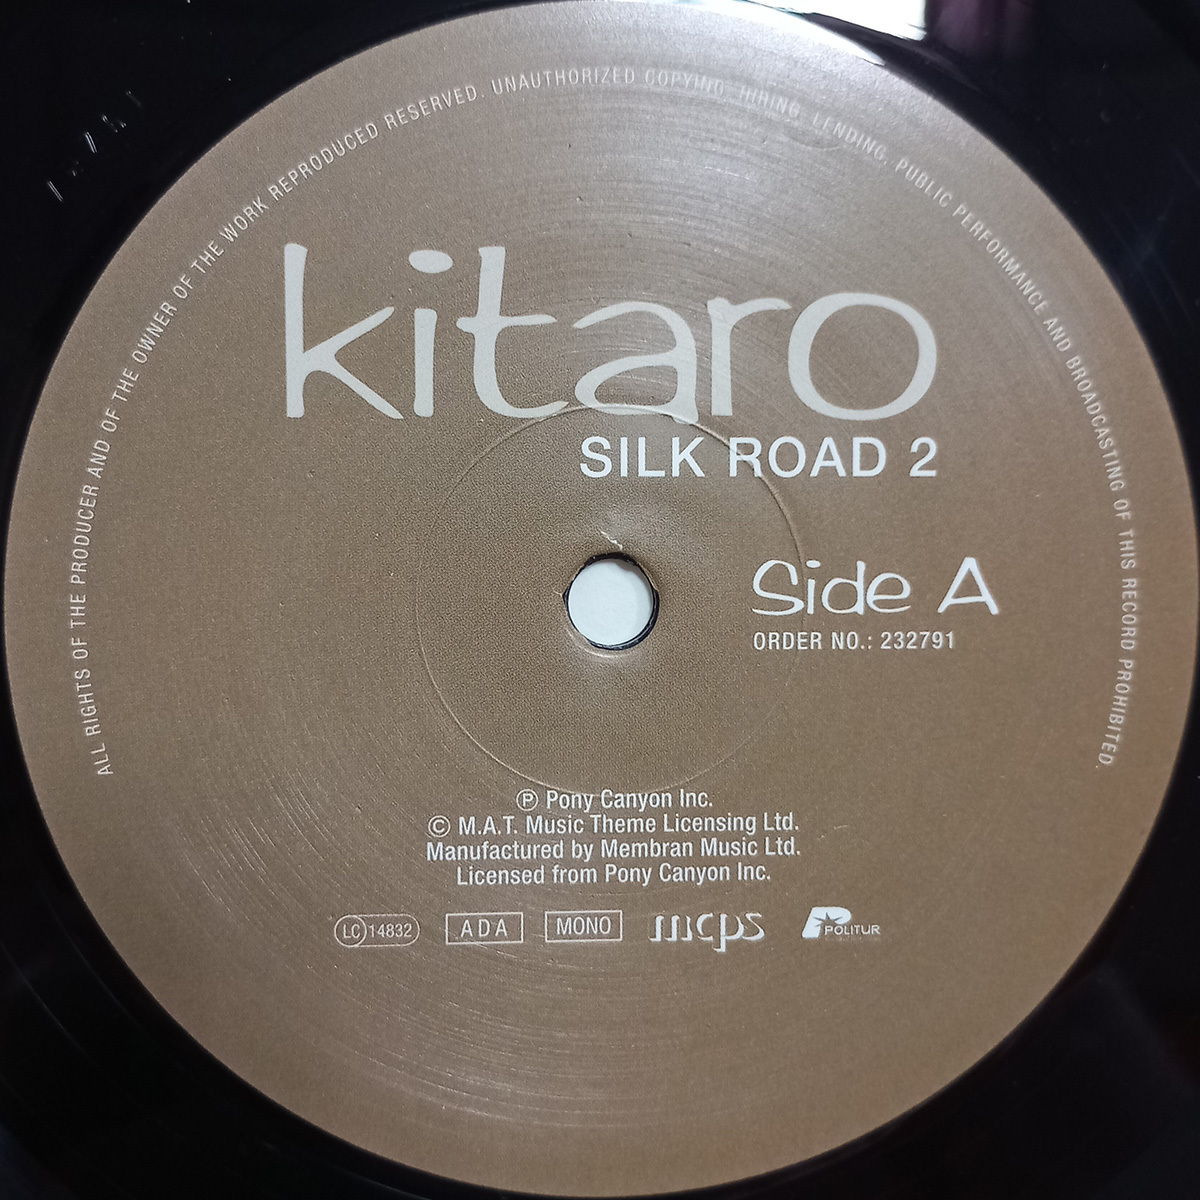 ALL RIGHTS OF THE PRODUCER AND OF THE OWNER OF THE WORK REPRODUCED RESERVED. UNAUTHORIZED COPYING, HIRING, LENDING, PUBLIC PERFORMANCE AND BROADCASTING OF THIS RECORD PROHIBITED.
kitaro
SILK ROAD 2
Side A
ORDER NO.: 232791
Ⓟ Pony Canyon Inc.
© M.A.T. Music Theme Licensing Ltd.
Manufactured by Membran Music Ltd.
Licensed from Pony Canyon Inc.
LC 14832 ADA MONO mcps POLITUR